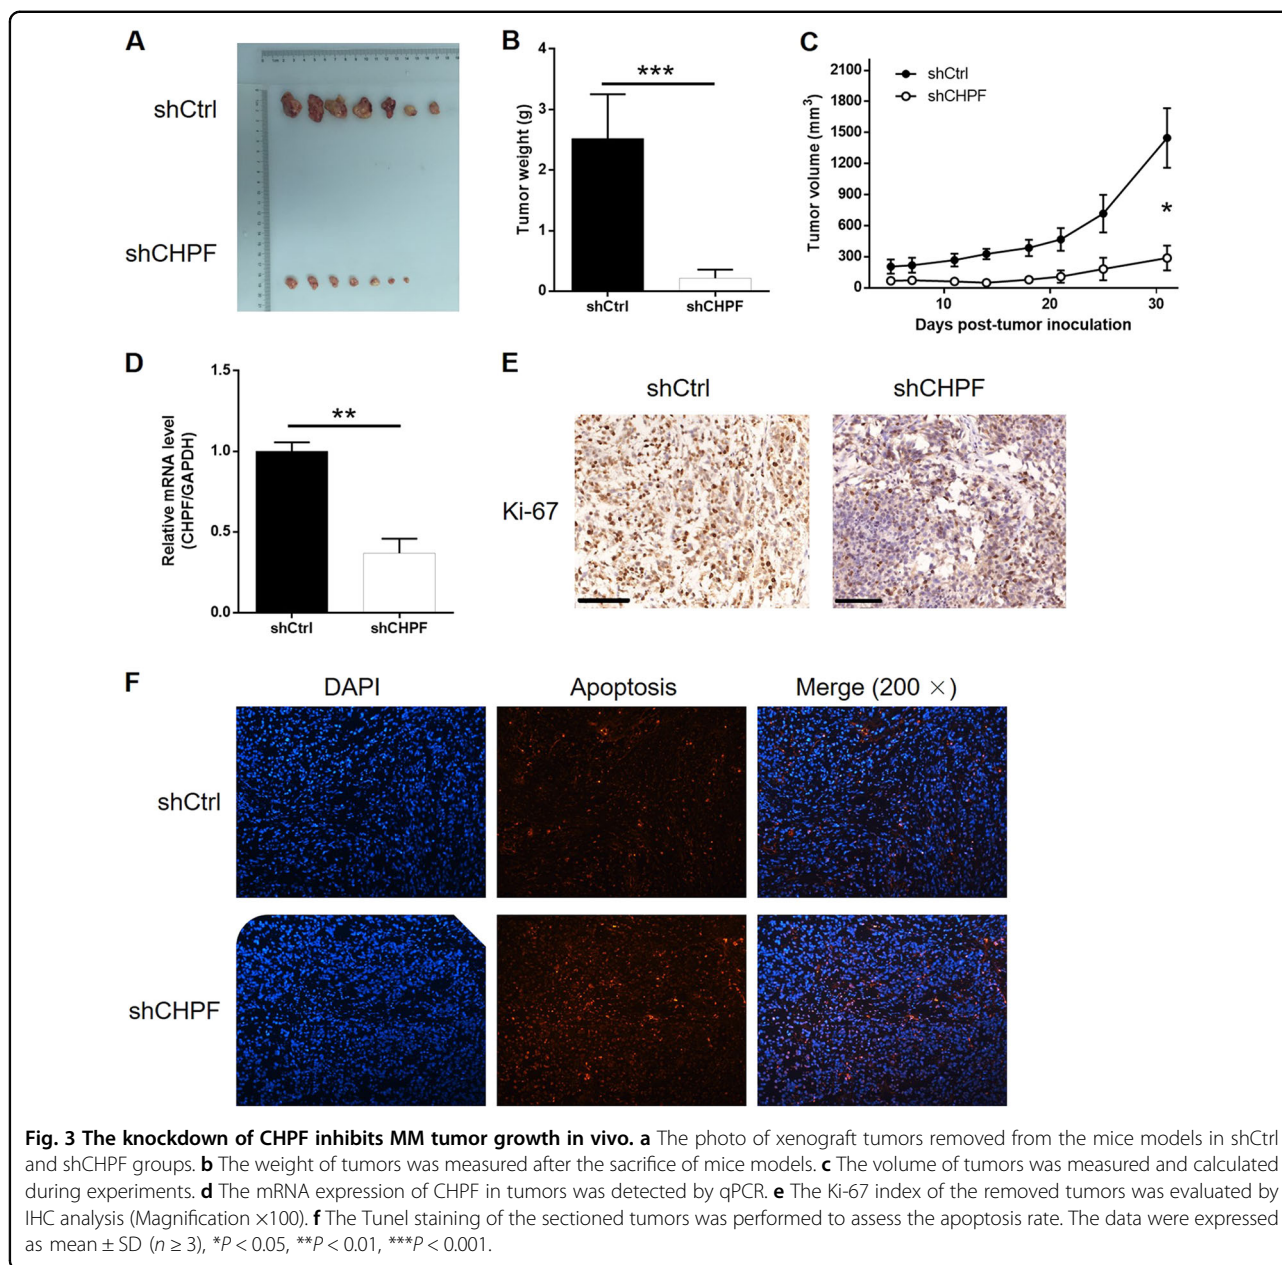 A
shCtrl
shCHPF
B
Tumor weight (g)
4
3
2
1
0
***
shCtrl
shCHPF
C
Tumor volume (mm³)
2100
1800
1500
1200
900
600
300
0
shCtrl
shCHPF
*
10
20
30
Days post-tumor inoculation
D
Relative mRNA level
(CHPF/GAPDH)
1.5
1.0
0.5
0.0
**
shCtrl
shCHPF
E
shCtrl
shCHPF
Ki-67
F
DAPI
Apoptosis
Merge (200 ×)
shCtrl
shCHPF
Fig. 3 The knockdown of CHPF inhibits MM tumor growth in vivo. a The photo of xenograft tumors removed from the mice models in shCtrl
and shCHPF groups. b The weight of tumors was measured after the sacrifice of mice models. c The volume of tumors was measured and calculated
during experiments. d The mRNA expression of CHPF in tumors was detected by qPCR. e The Ki-67 index of the removed tumors was evaluated by
IHC analysis (Magnification ×100). f The Tunel staining of the sectioned tumors was performed to assess the apoptosis rate. The data were expressed
as mean ± SD (n ≥ 3), *P < 0.05, **P < 0.01, ***P < 0.001.